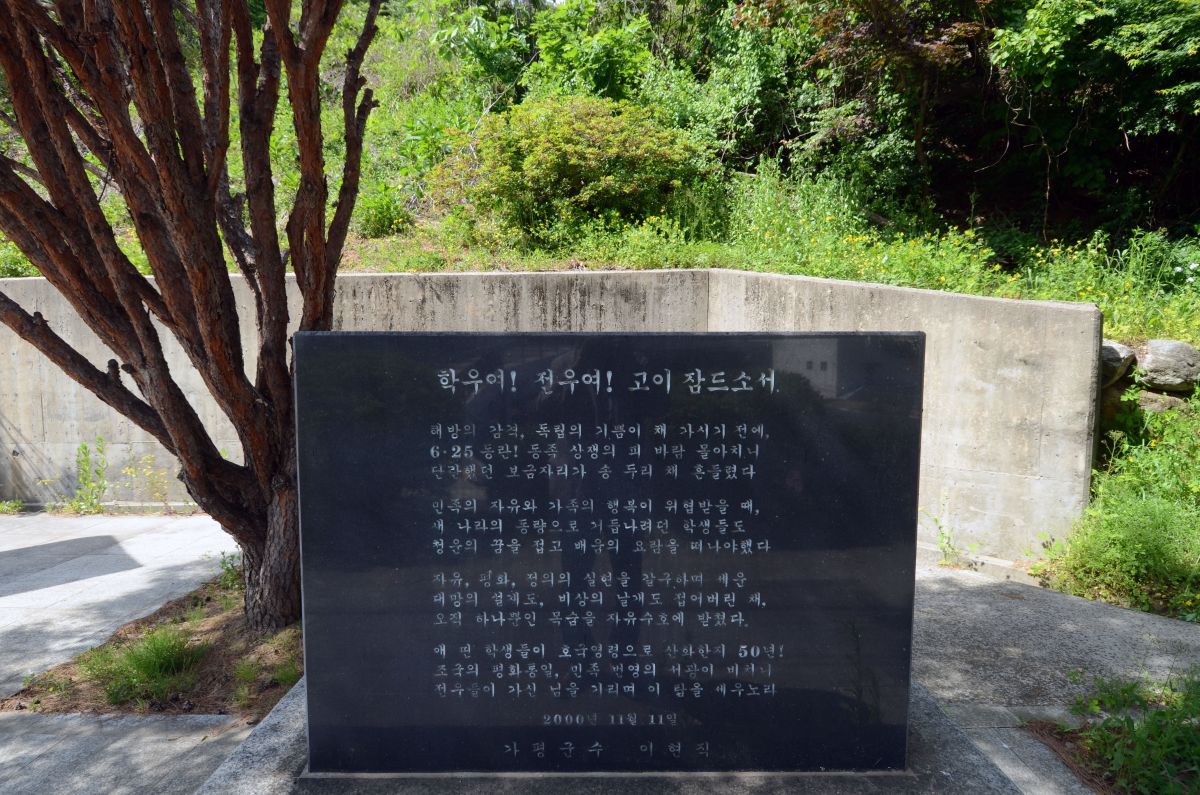 학우여! 전우여! 고이 잠드소서
해방의 감격, 독립의 기쁨이 채 가시기 전에,
6·25 동란! 동족 상쟁의 피 바람 몰아치니
단란했던 보금자리가 송 두리 채 흔들렸다
민족의 자유와 가족의 행복이 위협받을 때,
새 나라의 동량으로 거듭나려던 학생들도
청운의 꿈을 접고 배움의 요람을 떠나야했다
자유, 평화, 정의의 실현을 갈구하며 세운
대망의 설계도, 비상의 날개도 접어버린 채,
오직 하나뿐인 목숨을 자유수호에 받쳤다.
애 띤 학생들이 호국영령으로 산화한지 50년!
조국의 평화통일, 민족 번영의 서광이 비치니
전우들이 가신 님을 기리며 이 탑을 세우노라
2000년 11월 11일
가평군수 이현직